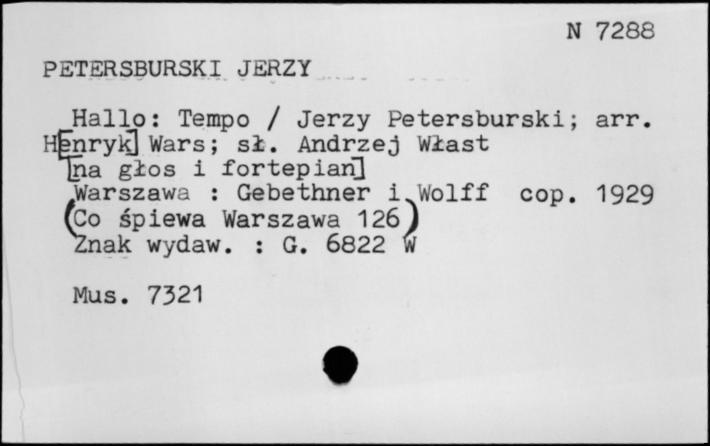 N 7288
PETERSBURSKI JERZY
Hallo: Tempo / Jerzy Petersburski; arr.
H[enryk] Wars; sł. Andrzej Włast
[na głos i fortepian]
Warszawa : Gebethner i Wolff cop. 1929
(Co śpiewa Warszawa 126)
Znak wydaw. : G. 6822 W
Mus. 7321